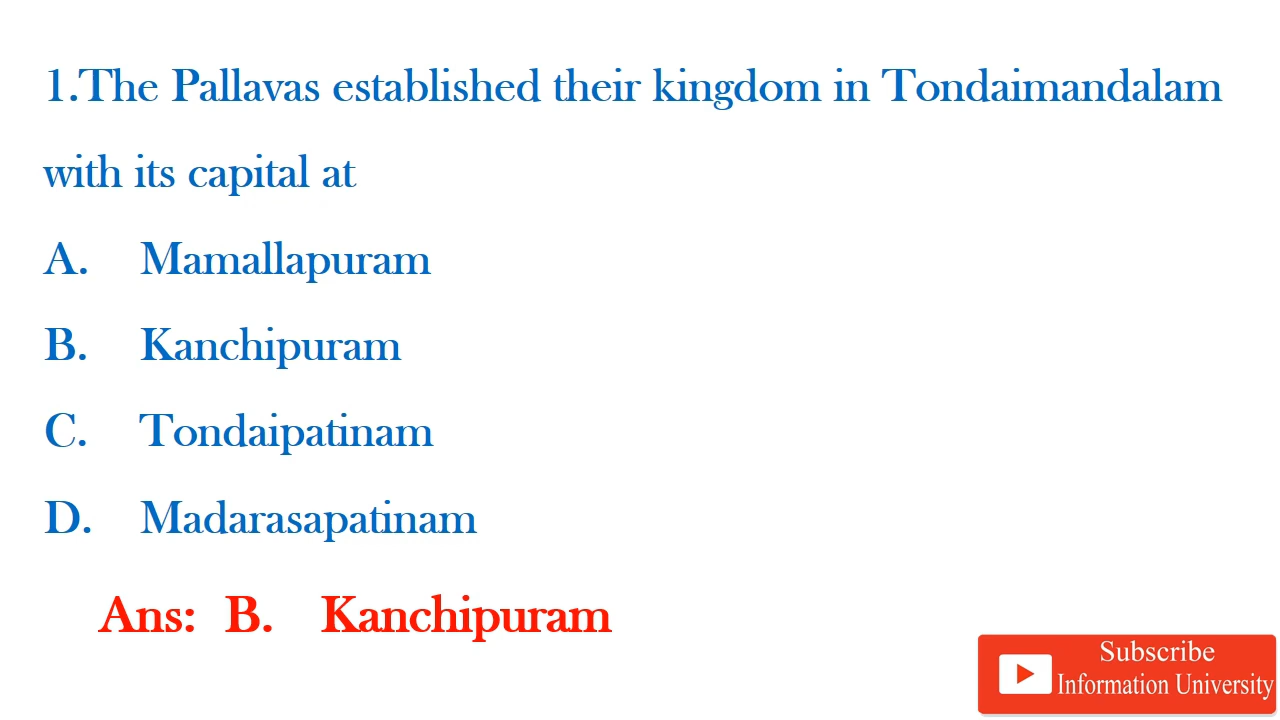 1.The Pallavas established their kingdom in Tondaimandalam
with its capital at
A. Mamallapuram
B. Kanchipuram
C. Tondaipatinam
D. Madarasapatinam
Ans: B. Kanchipuram
Subscribe
Information University